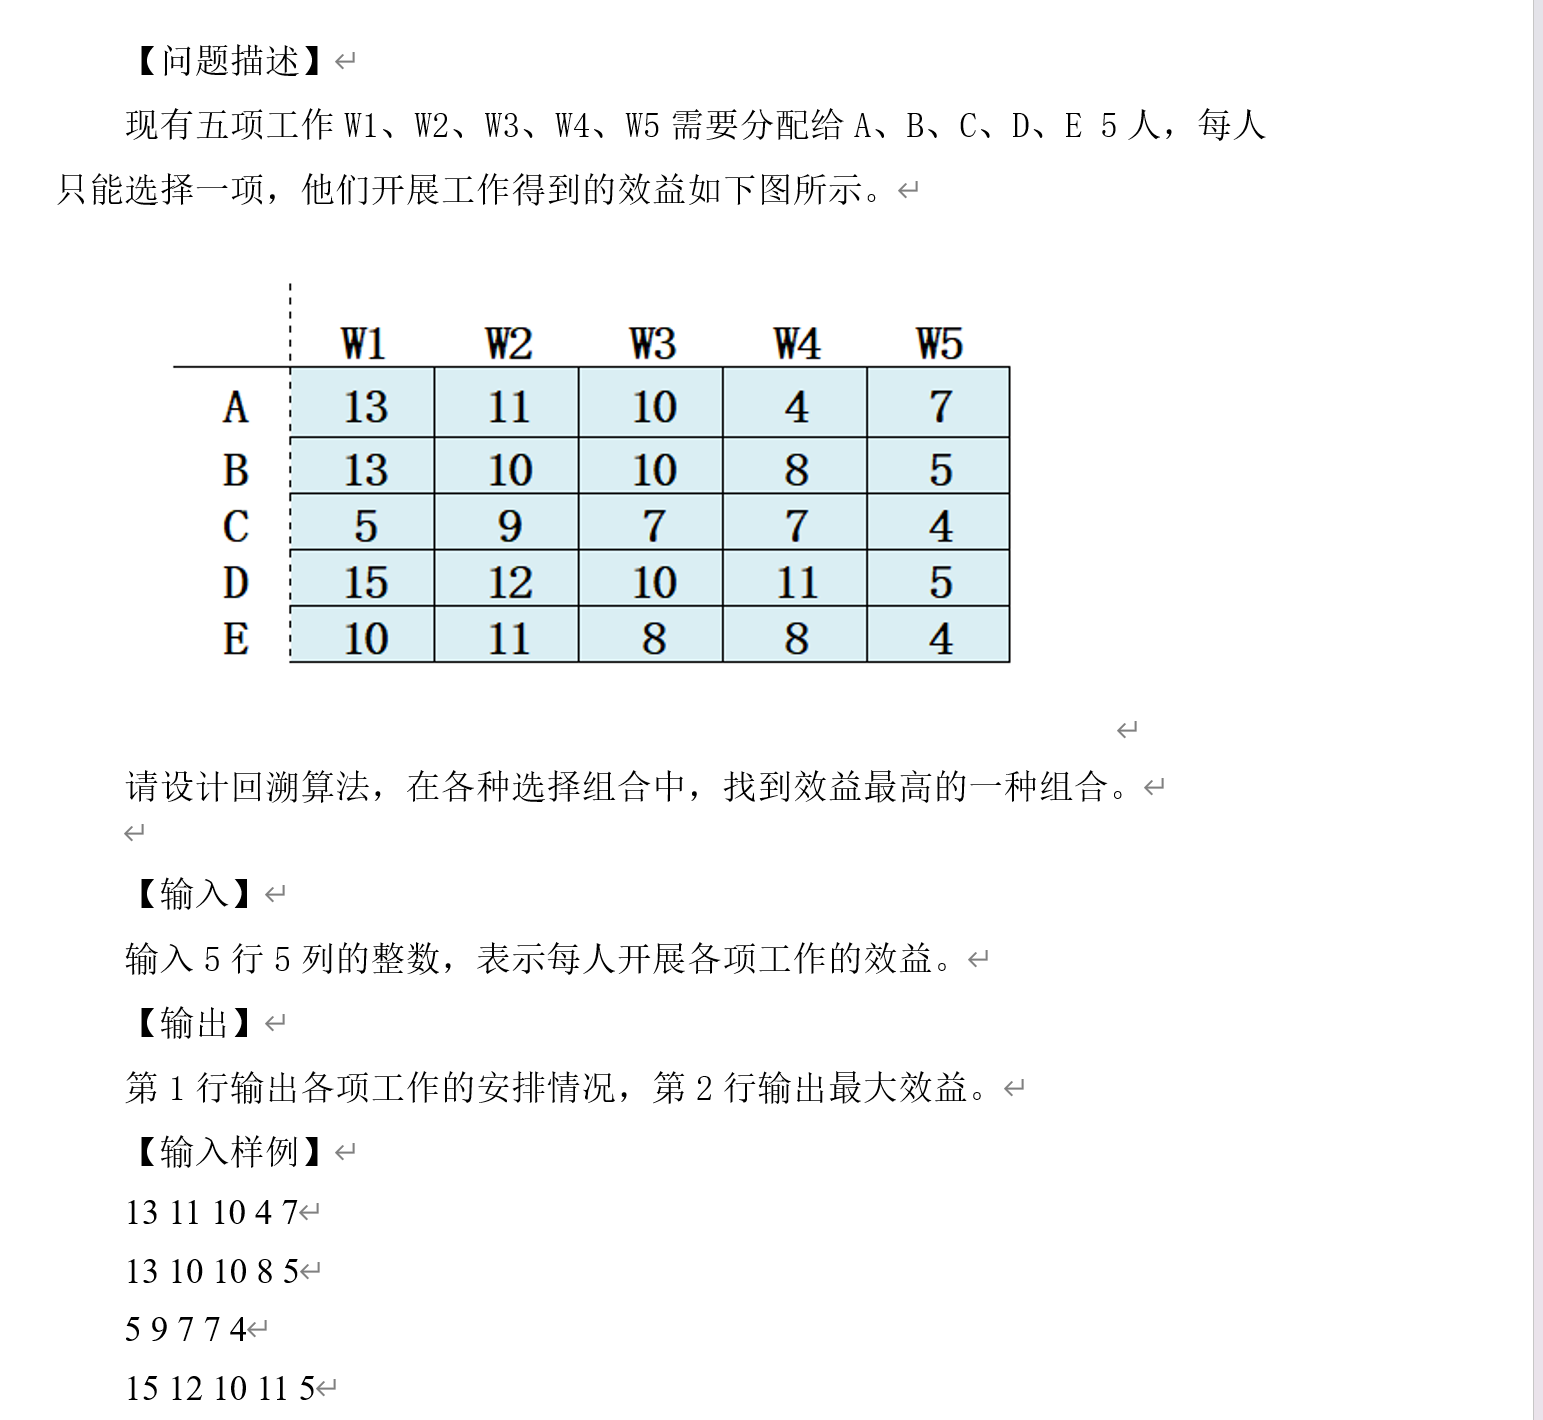 【问题描述】
现有五项工作 W1、W2、W3、W4、W5 需要分配给 A、B、C、D、E 5 人，每人
只能选择一项，他们开展工作得到的效益如下图所示。
W1 W2 W3 W4 W5
A 13 11 10 4 7
B 13 10 10 8 5
C 5 9 7 7 4
D 15 12 10 11 5
E 10 11 8 8 4
请设计回溯算法，在各种选择组合中，找到效益最高的一种组合。
【输入】
输入 5 行 5 列的整数，表示每人开展各项工作的效益。
【输出】
第 1 行输出各项工作的安排情况，第 2 行输出最大效益。
【输入样例】
13 11 10 4 7
13 10 10 8 5
5 9 7 7 4
15 12 10 11 5